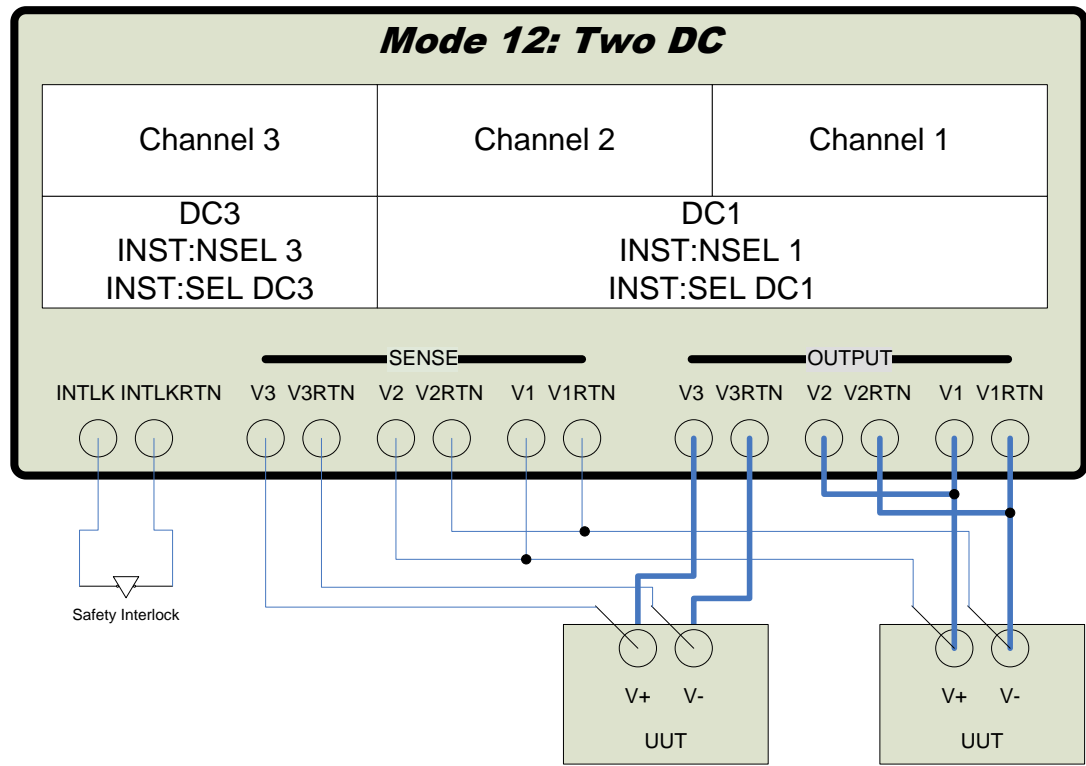 Mode 12: Two DC
Channel 3 Channel 2 Channel 1
DC3
INST:NSEL 3
INST:SEL DC3
DC1
INST:NSEL 1
INST:SEL DC1
SENSE OUTPUT
INTLK INTLKRTN V3 V3RTN V2 V2RTN V1 V1RTN V3 V3RTN V2 V2RTN V1 V1RTN
Safety Interlock
V+ V-
UUT
V+ V-
UUT